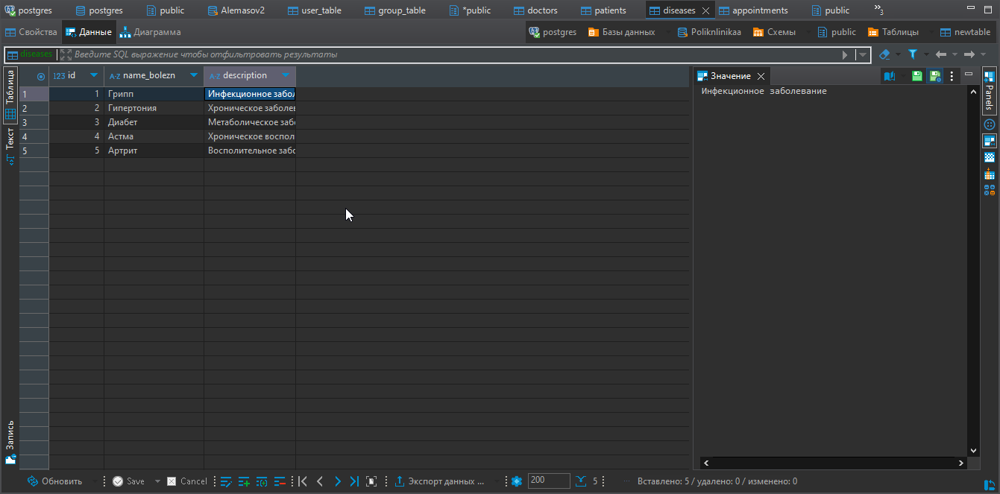 postgres postgres public Alemasov2 user_table group_table *public doctors patients diseases appointments public »3
Свойства Данные Диаграмма postgres Базы данных Poliknlinikaa Схемы public Таблицы newtable
diseases Введите SQL выражение чтобы отфильтровать результаты
Таблица
Текст
Запись
123 id A-Z name_bolezn A-Z description
1 1 Грипп Инфекционное забол
2 2 Гипертония Хроническое заболев
3 3 Диабет Метаболическое забо
4 4 Астма Хроническое воспол
5 5 Артрит Восполительное забо
Значение
Инфекционное заболевание
Panels
Обновить Save Cancel Экспорт данных ... 200 5 Вставлено: 5 / удалено: 0 / изменено: 0